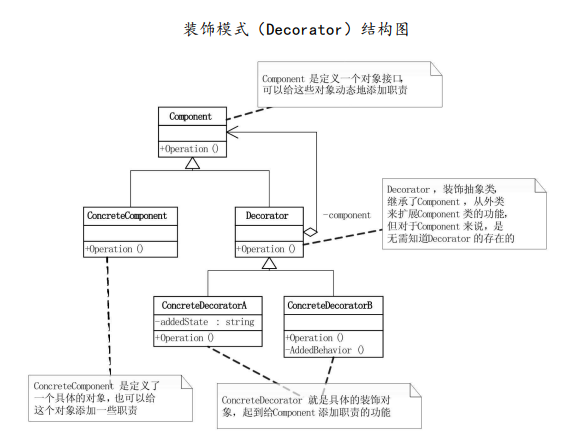 装饰模式（Decorator）结构图
Component 是定义一个对象接口，
可以给这些对象动态地添加职责
Component
+Operation()
Decorator，装饰抽象类，
继承了Component，从外类
来扩展Component 类的功能，
但对于Component 来说，是
无需知道Decorator 的存在的
ConcreteComponent
+Operation()
Decorator
+Operation()
-component
ConcreteDecoratorA
-addedState : string
+Operation()
ConcreteDecoratorB
+Operation()
-AddedBehavior()
ConcreteComponent 是定义了
一个具体的对象，也可以给
这个对象添加一些职责
ConcreteDecorator 就是具体的装饰对
象，起到给Component 添加职责的功能